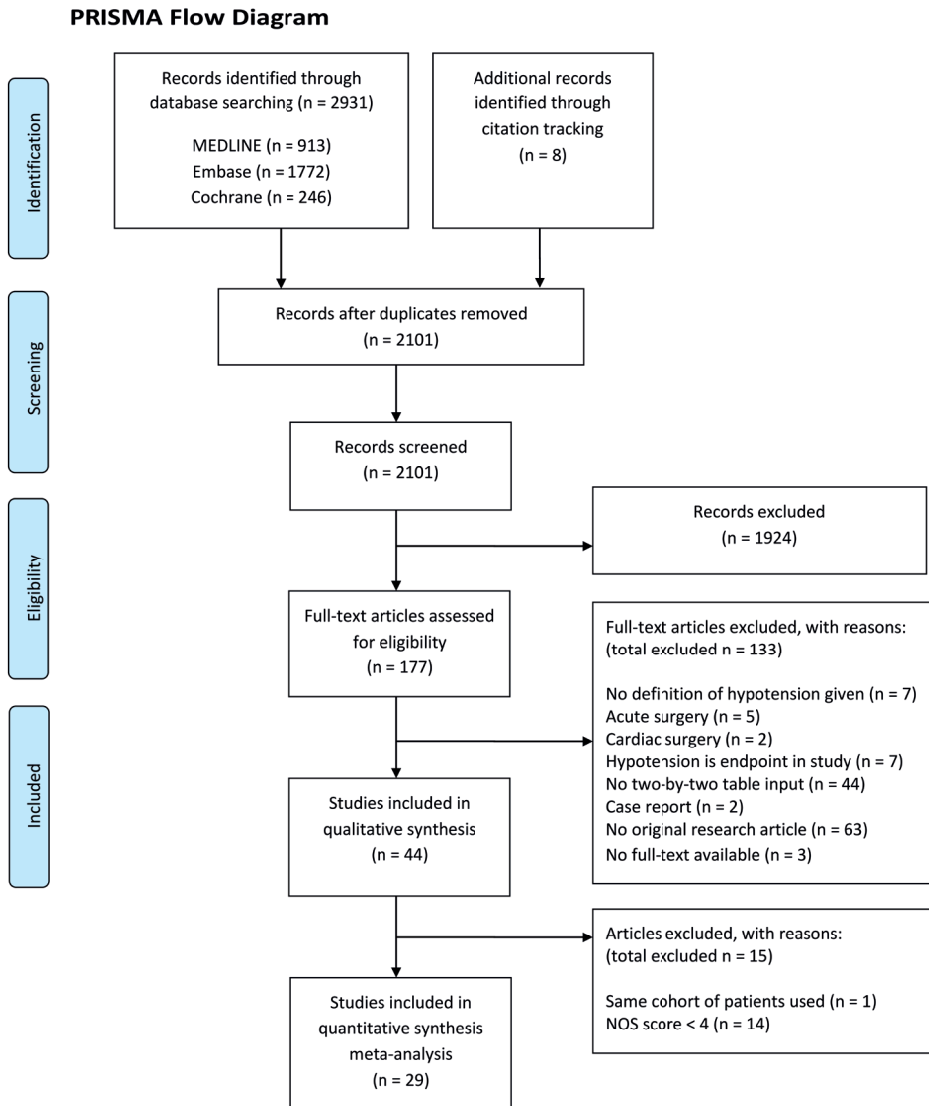 PRISMA Flow Diagram
Identification
Records identified through
database searching (n = 2931)
MEDLINE (n = 913)
Embase (n = 1772)
Cochrane (n = 246)
Additional records
identified through
citation tracking
(n = 8)
Screening
Records after duplicates removed
(n = 2101)
Records screened
(n = 2101)
Eligibility
Records excluded
(n = 1924)
Full-text articles assessed
for eligibility
(n = 177)
Full-text articles excluded, with reasons:
(total excluded n = 133)
No definition of hypotension given (n = 7)
Acute surgery (n = 5)
Cardiac surgery (n = 2)
Hypotension is endpoint in study (n = 7)
No two-by-two table input (n = 44)
Case report (n = 2)
No original research article (n = 63)
No full-text available (n = 3)
Included
Studies included in
qualitative synthesis
(n = 44)
Articles excluded, with reasons:
(total excluded n = 15)
Same cohort of patients used (n = 1)
NOS score < 4 (n = 14)
Studies included in
quantitative synthesis
meta-analysis
(n = 29)